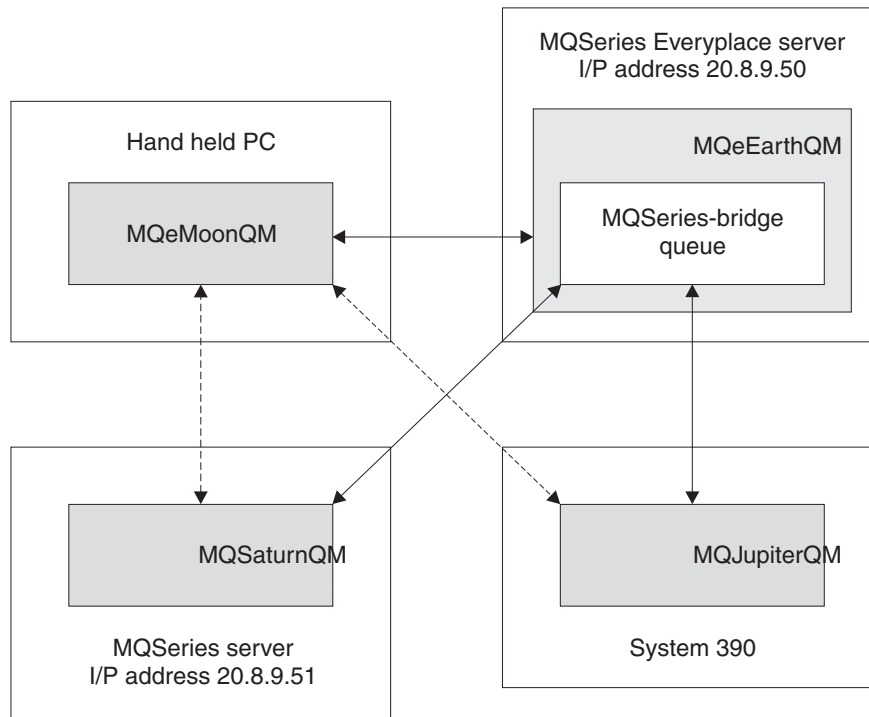 MQSeries Everyplace server
I/P address 20.8.9.50
Hand held PC
MQeEarthQM
MQeMoonQM
MQSeries-bridge
queue
MQSaturnQM
MQJupiterQM
MQSeries server
I/P address 20.8.9.51
System 390